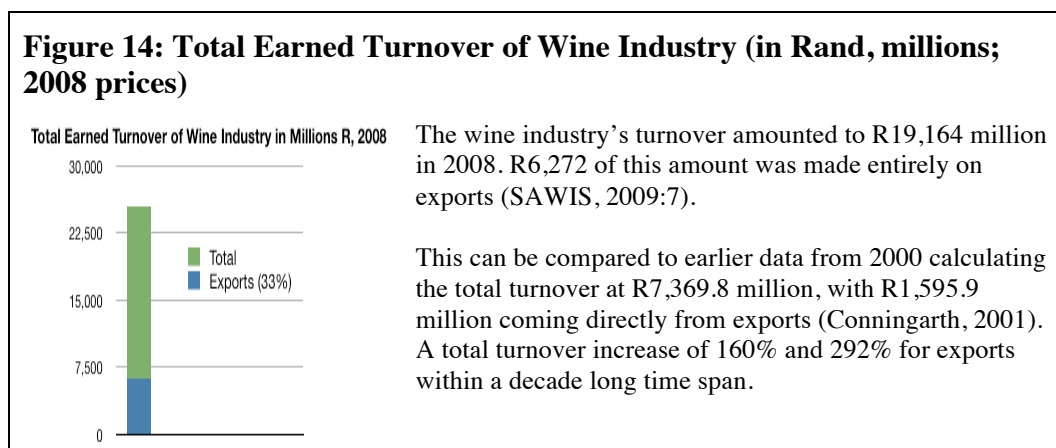 Figure 14: Total Earned Turnover of Wine Industry (in Rand, millions;
2008 prices)
Total Earned Turnover of Wine Industry in Millions R, 2008
30,000
22,500
15,000
7,500
0
Total
Exports (33%)
The wine industry's turnover amounted to R19,164 million
in 2008. R6,272 of this amount was made entirely on
exports (SAWIS, 2009:7).
This can be compared to earlier data from 2000 calculating
the total turnover at R7,369.8 million, with R1,595.9
million coming directly from exports (Conningarth, 2001).
A total turnover increase of 160% and 292% for exports
within a decade long time span.